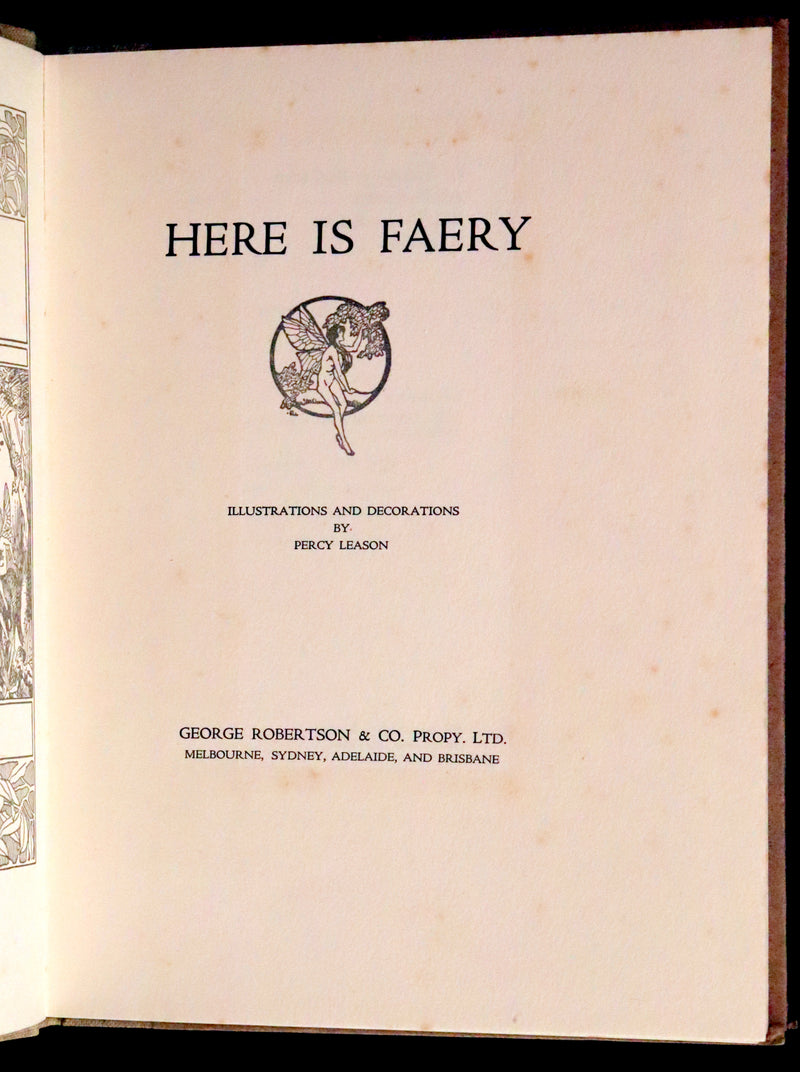 HERE IS FAERY
ILLUSTRATIONS AND DECORATIONS
BY
PERCY LEASON
GEORGE ROBERTSON & CO. PROPY. LTD.
MELBOURNE, SYDNEY, ADELAIDE, AND BRISBANE